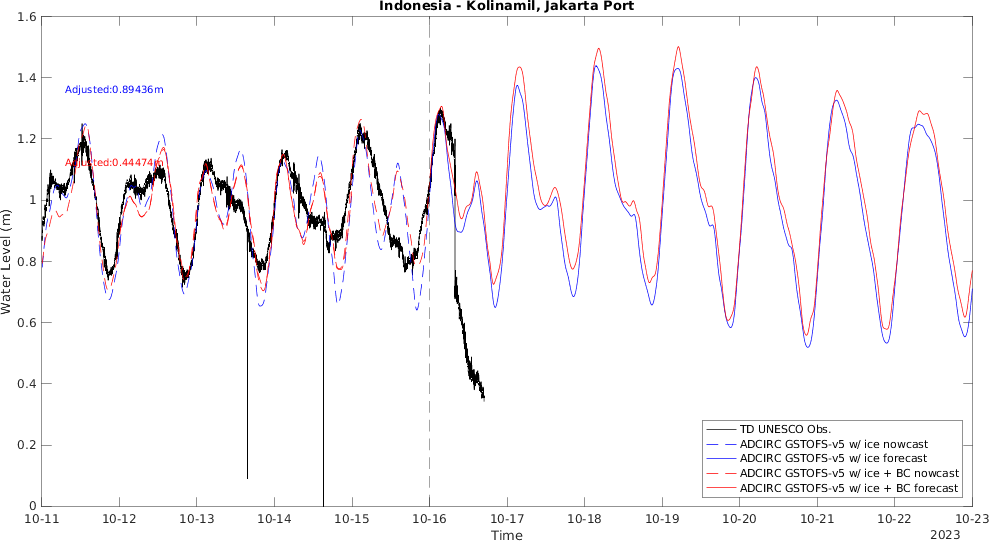 Indonesia - Kolinamil, Jakarta Port
1.6
1.4
1.2
1
0.8
0.6
0.4
0.2
0
Water Level (m)
Adjusted:0.89436m
Adjusted:0.44474m
TD UNESCO Obs.
ADCIRC GSTOFS-v5 w/ ice nowcast
ADCIRC GSTOFS-v5 w/ ice forecast
ADCIRC GSTOFS-v5 w/ ice + BC nowcast
ADCIRC GSTOFS-v5 w/ ice + BC forecast
10-11 10-12 10-13 10-14 10-15 10-16 10-17 10-18 10-19 10-20 10-21 10-22 10-23
Time
2023